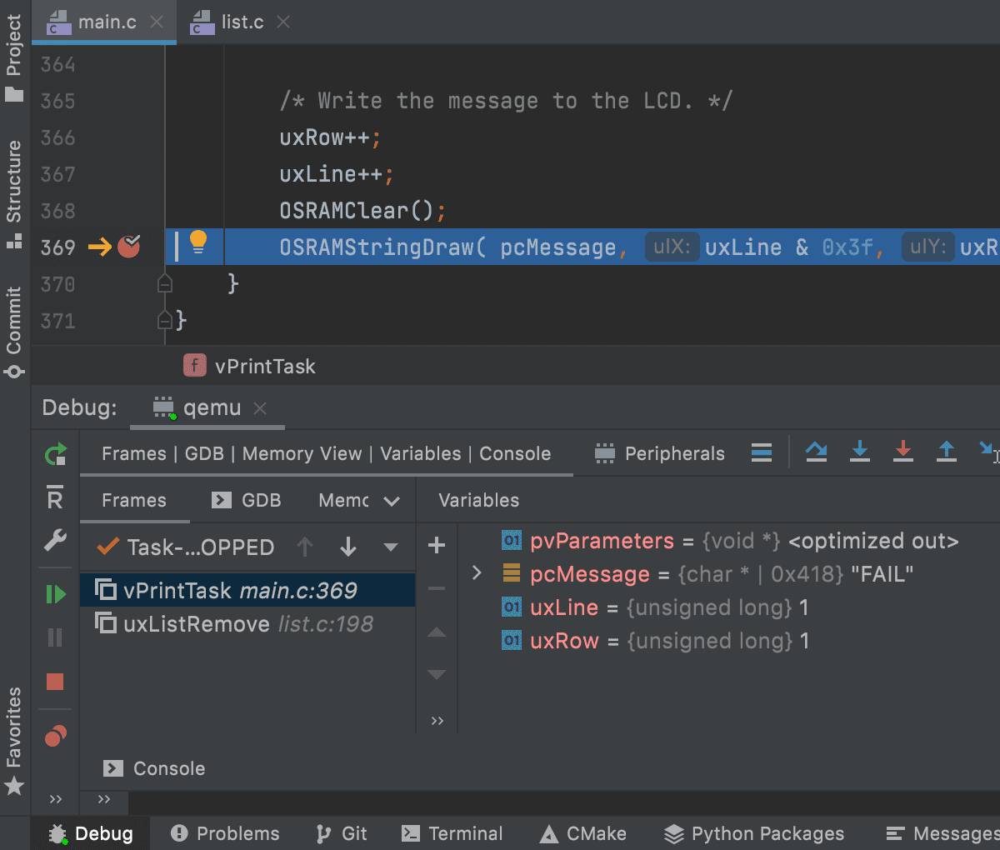 main.c
list.c
Project
Structure
Commit
Favorites
364
365 /* Write the message to the LCD. */
366 uxRow++;
367 uxLine++;
368 OSRAMClear();
369 OSRAMStringDraw( pcMessage, ulX: uxLine & 0x3f, ulY: uxR
370 }
371 }
f vPrintTask
Debug: qemu
Frames | GDB | Memory View | Variables | Console
Peripherals
Frames
GDB
Memc
Variables
Task-...OPPED
vPrintTask main.c:369
uxListRemove list.c:198
pvParameters = {void *} <optimized out>
pcMessage = {char * | 0x418} "FAIL"
uxLine = {unsigned long} 1
uxRow = {unsigned long} 1
Console
Debug
Problems
Git
Terminal
CMake
Python Packages
Messages